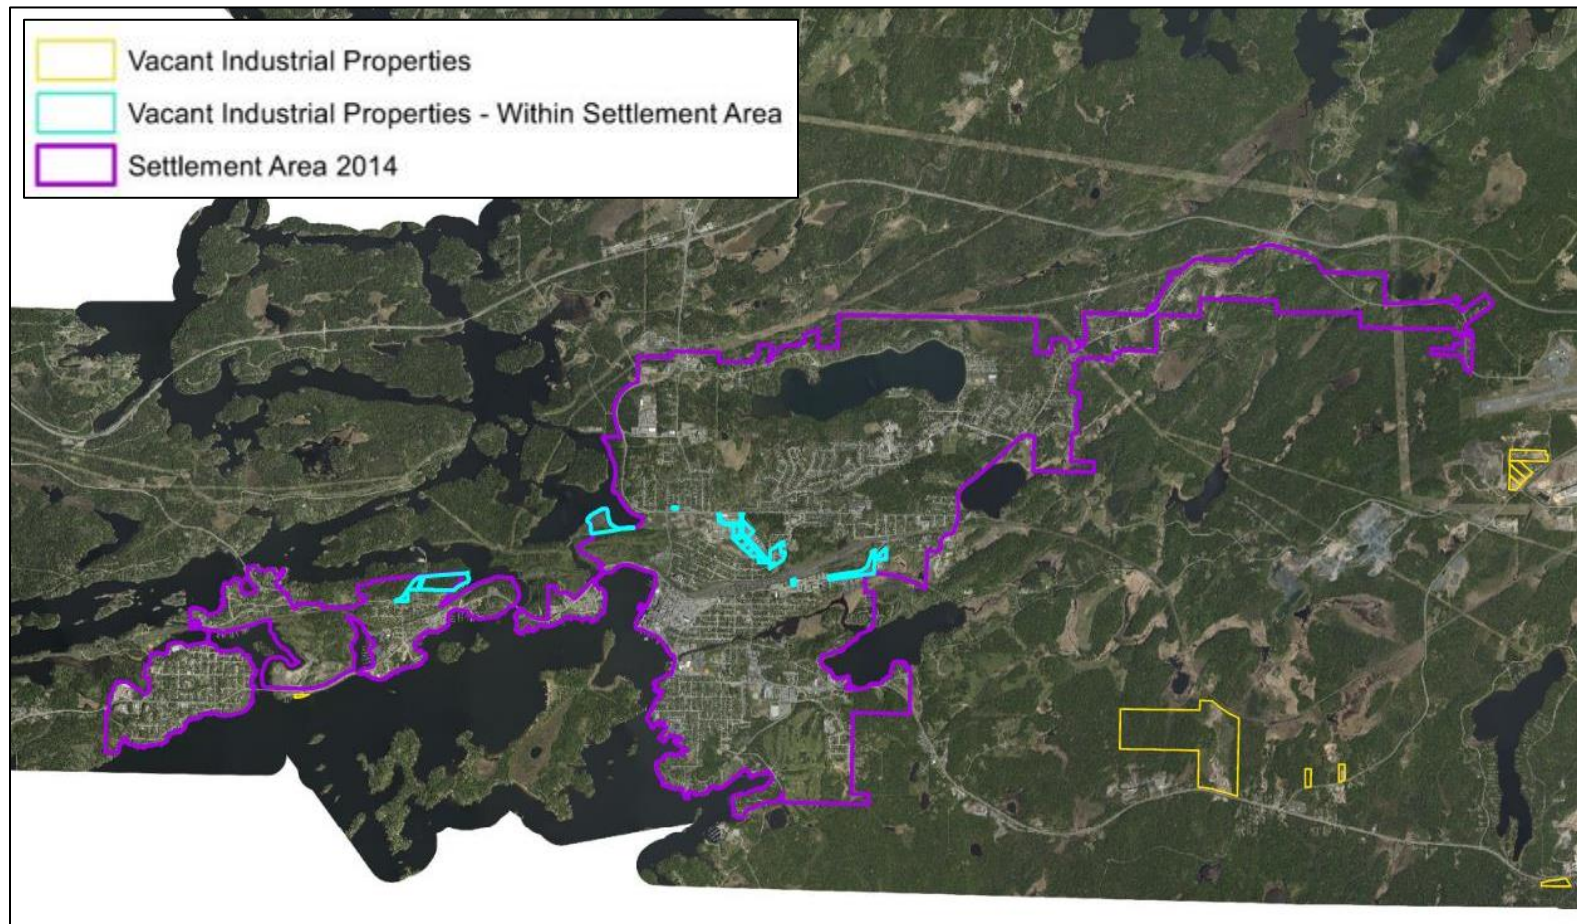 Vacant Industrial Properties
Vacant Industrial Properties - Within Settlement Area
Settlement Area 2014